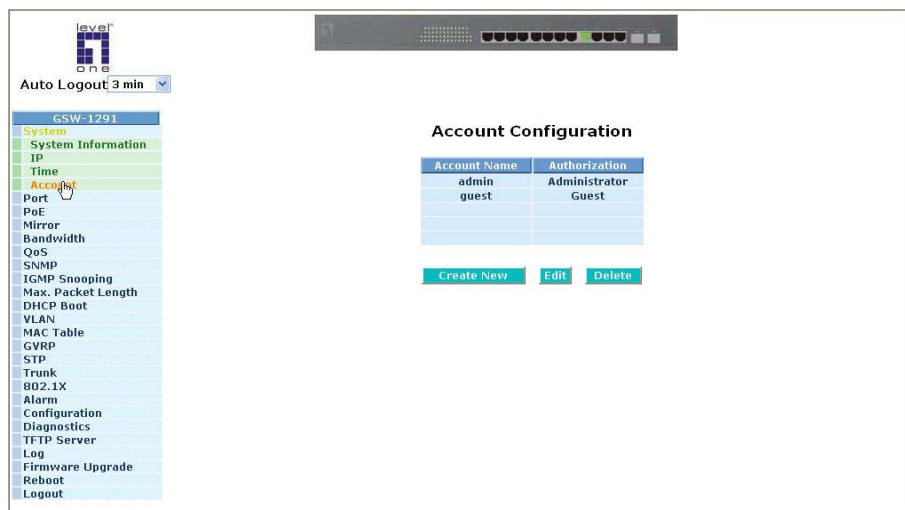 level
one
Auto Logout 3 min
GSW-1291
System
System Information
IP
Time
Account
Port
PoE
Mirror
Bandwidth
QoS
SNMP
IGMP Snooping
Max. Packet Length
DHCP Boot
VLAN
MAC Table
GVRP
STP
Trunk
802.1X
Alarm
Configuration
Diagnostics
TFTP Server
Log
Firmware Upgrade
Reboot
Logout
Account Configuration
Account Name Authorization
admin Administrator
guest Guest
Create New Edit Delete